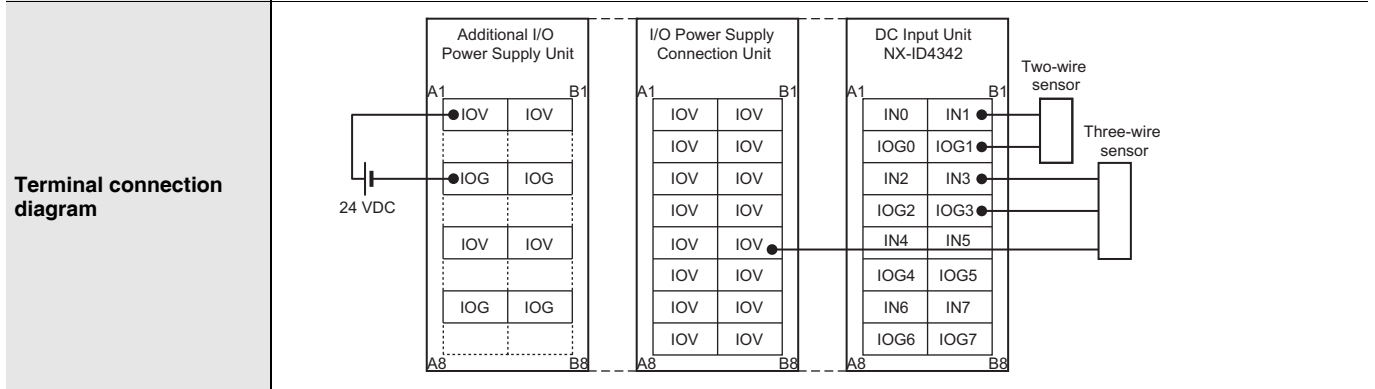 Terminal connection
diagram
Additional I/O
Power Supply Unit
A1 B1
IOV IOV
IOG IOG
IOV IOV
IOG IOG
A8 B8
24 VDC
I/O Power Supply
Connection Unit
A1 B1
IOV IOV
IOV IOV
IOV IOV
IOV IOV
IOV IOV
IOV IOV
IOV IOV
IOV IOV
A8 B8
DC Input Unit
NX-ID4342
A1 B1
IN0 IN1
IOG0 IOG1
IN2 IN3
IOG2 IOG3
IN4 IN5
IOG4 IOG5
IN6 IN7
IOG6 IOG7
A8 B8
Two-wire
sensor
Three-wire
sensor